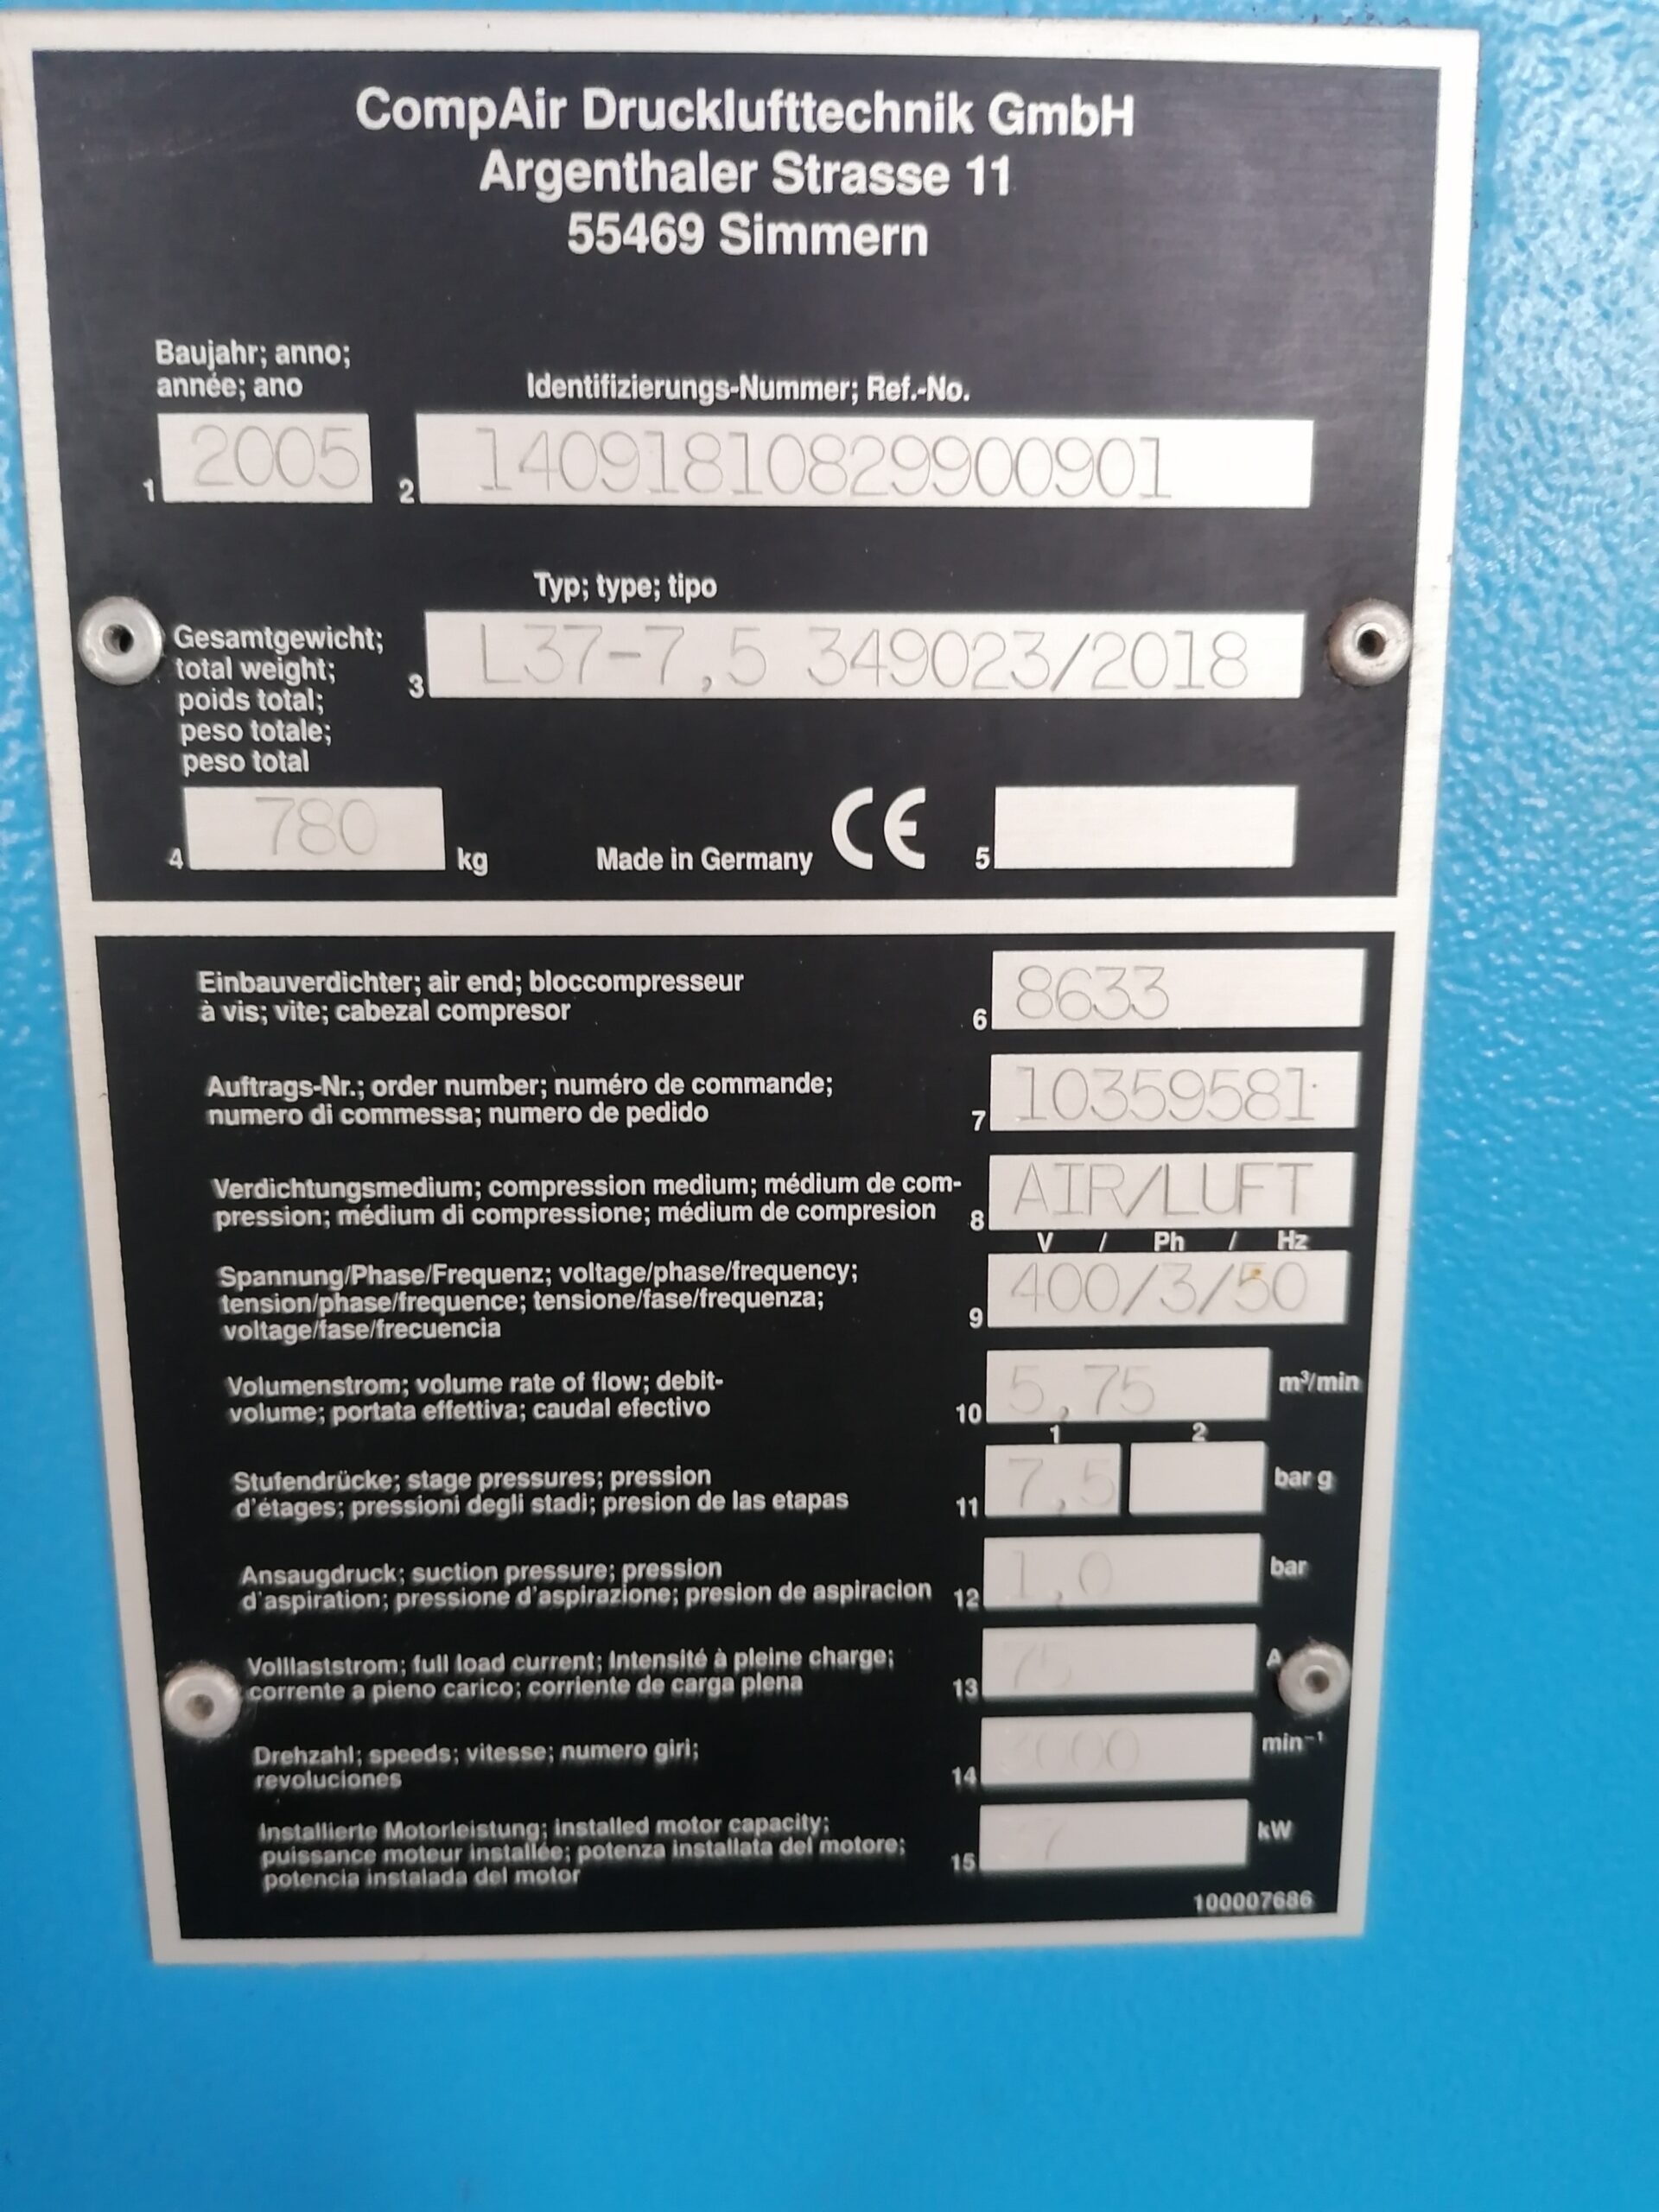 CompAir Drucklufttechnik GmbH
Argenthaler Strasse 11
55469 Simmern
Baujahr; anno;
année; ano
Identifizierungs-Nummer; Ref.-No.
1 2005
2 14091810829900901
Typ; type; tipo
3 L37-7,5 349023/2018
Gesamtgewicht;
total weight;
poids total;
peso totale;
peso total
4 780 kg
Made in Germany CE 5
Einbauverdichter; air end; bloccompresseur
à vis; vite; cabezal compresor
6 8633
Auftrags-Nr.; order number; numéro de commande;
numero di commessa; numero de pedido
7 10359581
Verdichtungsmedium; compression medium; médium de com-
pression; médium di compressione; médium de compresion
8 AIR/LUFT
V / Ph / Hz
Spannung/Phase/Frequenz; voltage/phase/frequency;
tension/phase/frequence; tensione/fase/frequenza;
voltage/fase/frecuencia
9 400/3/50
Volumenstrom; volume rate of flow; debit-
volume; portata effettiva; caudal efectivo
10 5,75 m³/min
1 2
Stufendrücke; stage pressures; pression
d'étages; pressioni degli stadi; presion de las etapas
11 7,5 bar g
Ansaugdruck; suction pressure; pression
d'aspiration; pressione d'aspirazione; presion de aspiracion
12 1,0 bar
Volllaststrom; full load current; Intensité à pleine charge;
corrente a pieno carico; corriente de carga plena
13 75 A
Drehzahl; speeds; vitesse; numero giri;
revoluciones
14 min⁻¹
Installierte Motorleistung; installed motor capacity;
puissance moteur installée; potenza installata del motore;
potencia instalada del motor
15 kW
100007686